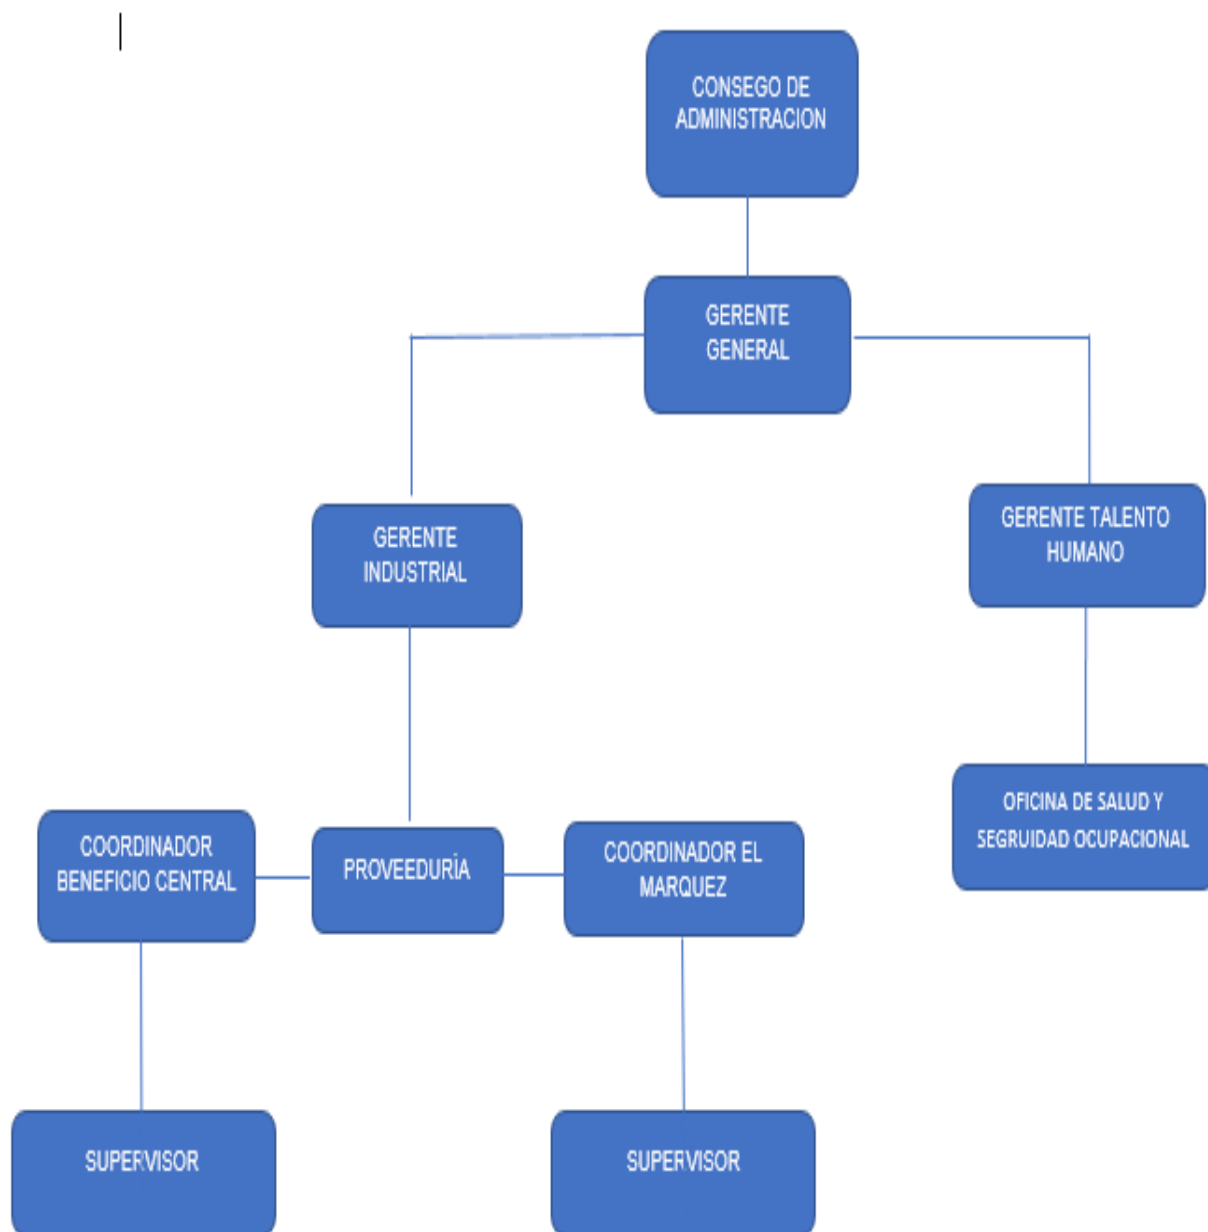 CONSEGO DE
ADMINISTRACION
GERENTE
GENERAL
GERENTE
INDUSTRIAL
GERENTE TALENTO
HUMANO
COORDINADOR
BENEFICIO CENTRAL
PROVEEDURÌA
COORDINADOR EL
MARQUEZ
OFICINA DE SALUD Y
SEGRUIDAD OCUPACIONAL
SUPERVISOR
SUPERVISOR